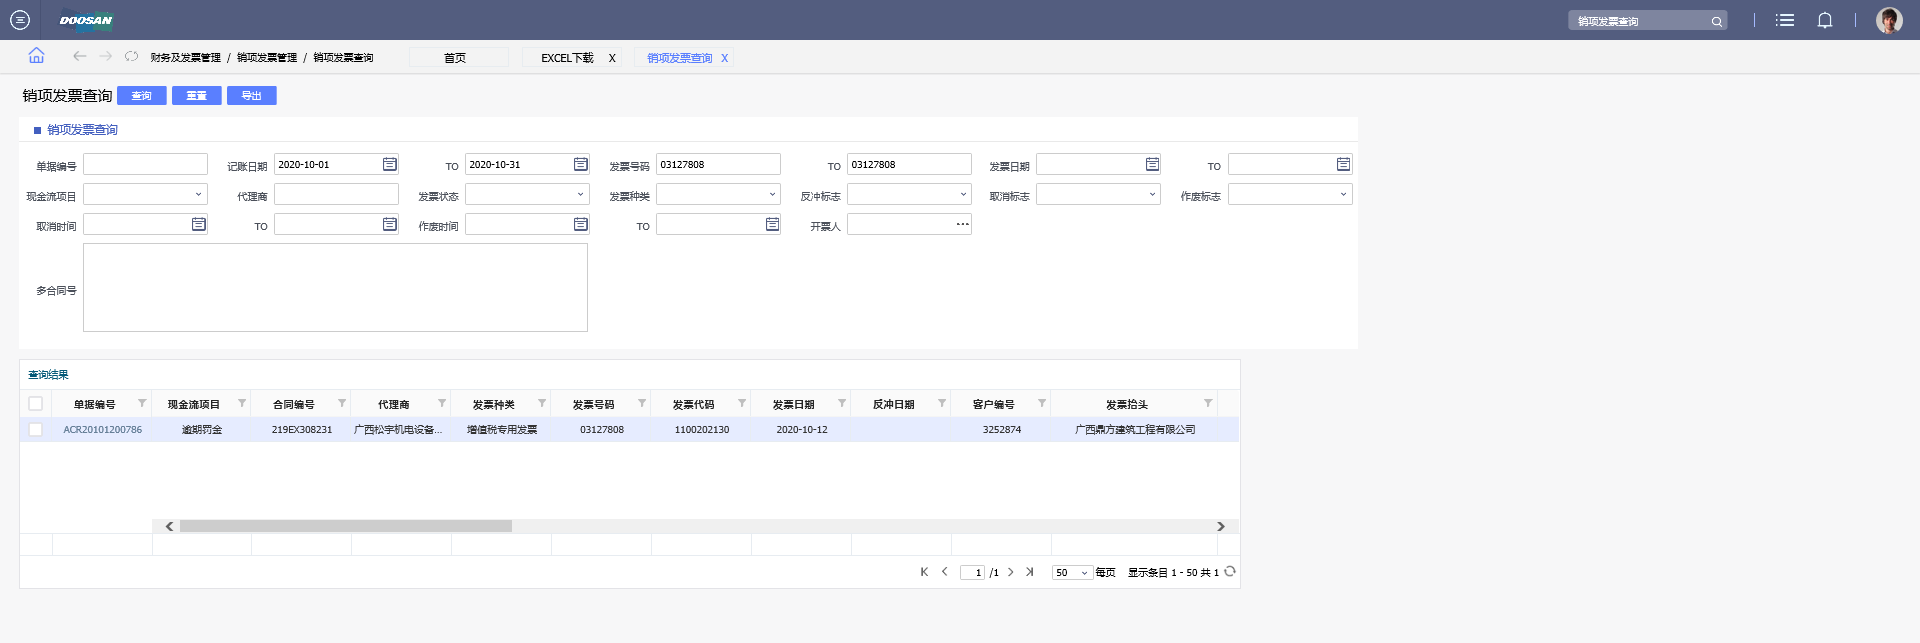 DOOSAN 销项发票查询
财务及发票管理 / 销项发票管理 / 销项发票查询 首页 EXCEL下载 X 销项发票查询 X
销项发票查询 查询 重置 导出
销项发票查询
单据编号 记账日期 2020-10-01 TO 2020-10-31 发票号码 03127808 TO 03127808 发票日期 TO
现金流项目 代理商 发票状态 发票种类 反冲标志 取消标志 作废标志
取消时间 TO 作废时间 TO 开票人 ...
多合同号
查询结果
单据编号 现金流项目 合同编号 代理商 发票种类 发票号码 发票代码 发票日期 反冲日期 客户编号 发票抬头
ACR20101200786 逾期罚金 219EX308231 广西松宇机电设备... 增值税专用发票 03127808 1100202130 2020-10-12 3252874 广西鼎方建筑工程有限公司
1 /1 50 每页 显示条目 1 - 50 共 1